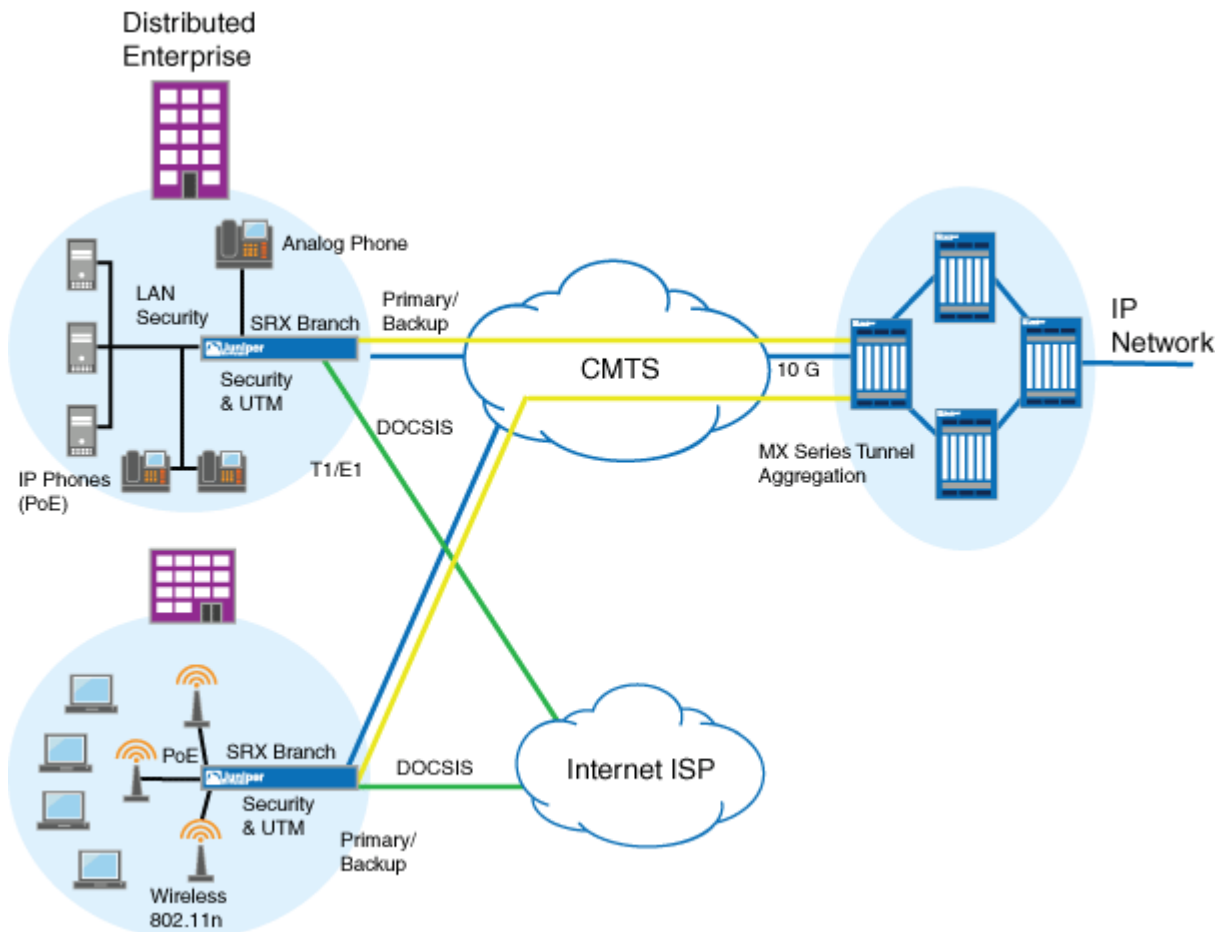 Distributed
Enterprise
Analog Phone
LAN
Security
SRX Branch
Juniper
Security
& UTM
IP Phones
(PoE)
Primary/
Backup
CMTS
10 G
IP
Network
MX Series Tunnel
Aggregation
DOCSIS
T1/E1
PoE
SRX Branch
Juniper
Security
& UTM
Wireless
802.11n
DOCSIS
Primary/
Backup
Internet ISP